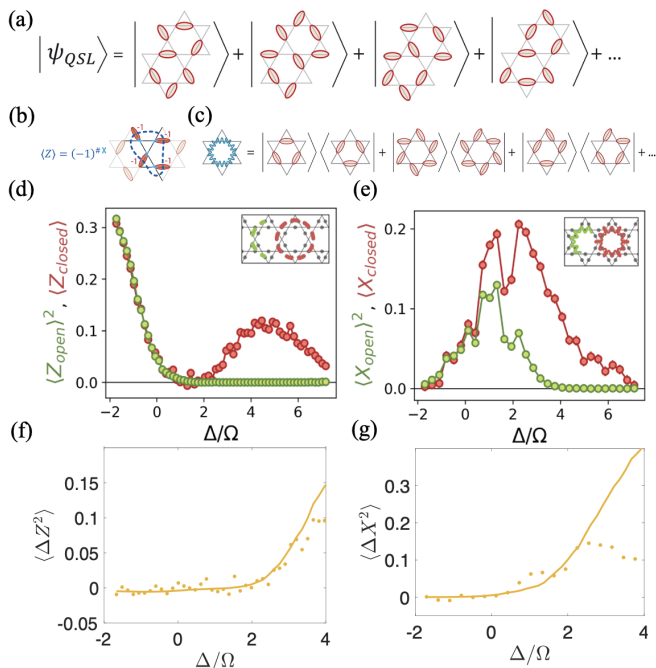 (a)
|ψ_QSL⟩ = | ⟩ + | ⟩ + | ⟩ + | ⟩ + ...
(b)
(c)
⟨Z⟩ = (−1)^#X
-1
-1
-1
-1
= | ⟩⟨ | + | ⟩⟨ | + | ⟩⟨ | + ...
(d)
(e)
⟨Z_open⟩², ⟨Z_closed⟩
0.3
0.2
0.1
0.0
−2
0
2
4
6
Δ/Ω
⟨X_open⟩², ⟨X_closed⟩
0.2
0.1
0.0
−2
0
2
4
6
Δ/Ω
(f)
(g)
⟨ΔZ²⟩
0.15
0.1
0.05
0
-0.05
-2
0
2
4
Δ/Ω
⟨ΔX²⟩
0.3
0.2
0.1
0
-2
0
2
4
Δ/Ω